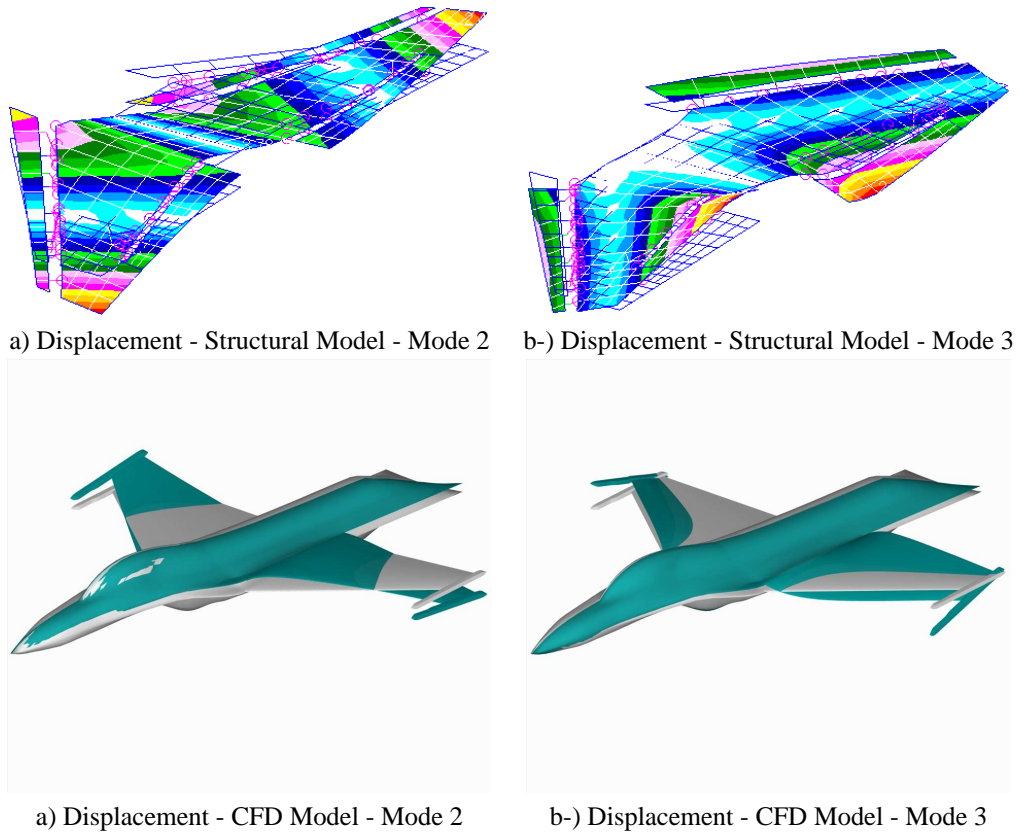 a) Displacement - Structural Model - Mode 2
b-) Displacement - Structural Model - Mode 3
a) Displacement - CFD Model - Mode 2
b-) Displacement - CFD Model - Mode 3